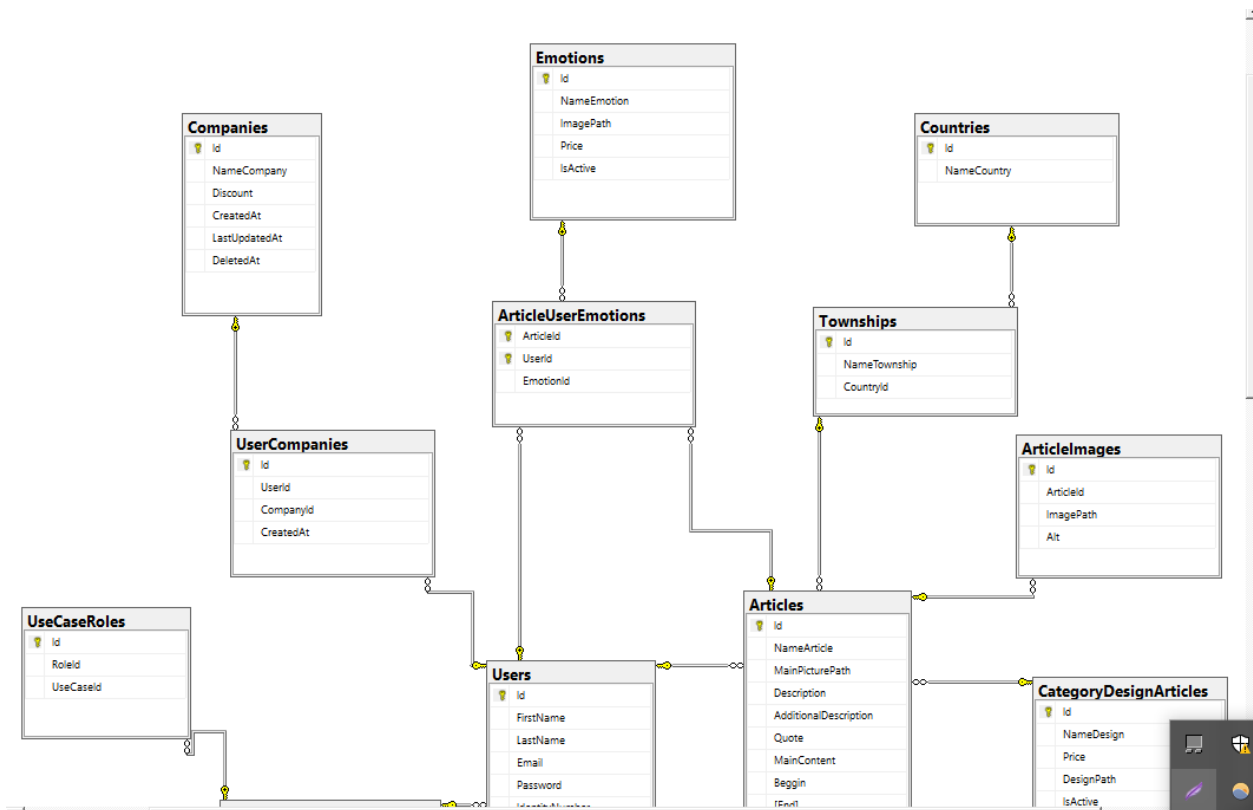 Emotions
Id
NameEmotion
ImagePath
Price
IsActive
Companies
Id
NameCompany
Discount
CreatedAt
LastUpdatedAt
DeletedAt
Countries
Id
NameCountry
ArticleUserEmotions
ArticleId
UserId
EmotionId
Townships
Id
NameTownship
CountryId
UserCompanies
Id
UserId
CompanyId
CreatedAt
ArticleImages
Id
ArticleId
ImagePath
Alt
UseCaseRoles
Id
RoleId
UseCaseId
Users
Id
FirstName
LastName
Email
Password
IdentityNumber
Articles
Id
NameArticle
MainPicturePath
Description
AdditionalDescription
Quote
MainContent
Beggin
[End]
CategoryDesignArticles
Id
NameDesign
Price
DesignPath
IsActive